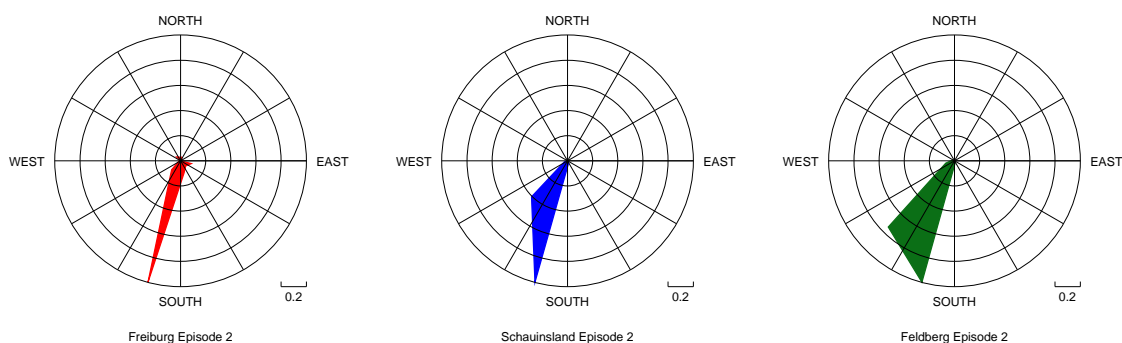 NORTH
WEST
EAST
SOUTH
0.2
Freiburg Episode 2
NORTH
WEST
EAST
SOUTH
0.2
Schauinsland Episode 2
NORTH
WEST
EAST
SOUTH
0.2
Feldberg Episode 2